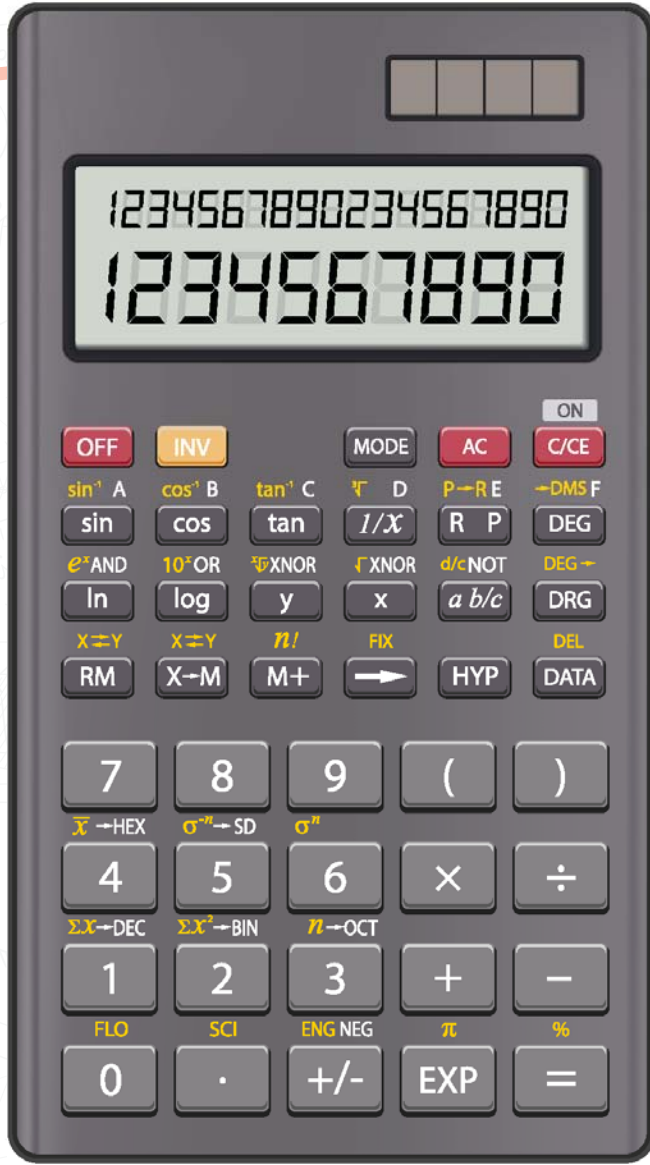 1234567890234567890
1234567890
ON
OFF INV MODE AC C/CE
sin⁻¹ A cos⁻¹ B tan⁻¹ C ∛ D P→R E →DMS F
sin cos tan 1/X R P DEG
eˣ AND 10ˣ OR ˣ√y XNOR √ XNOR d/c NOT DEG→
ln log y x a b/c DRG
X⇄Y X⇄Y n! FIX DEL
RM X→M M+ → HYP DATA
7 8 9 ( )
x̅ →HEX σ⁻ⁿ→ SD σⁿ
4 5 6 × ÷
Σx→DEC Σx²→BIN n→OCT
1 2 3 + −
FLO SCI ENG NEG π %
0 · +/- EXP =